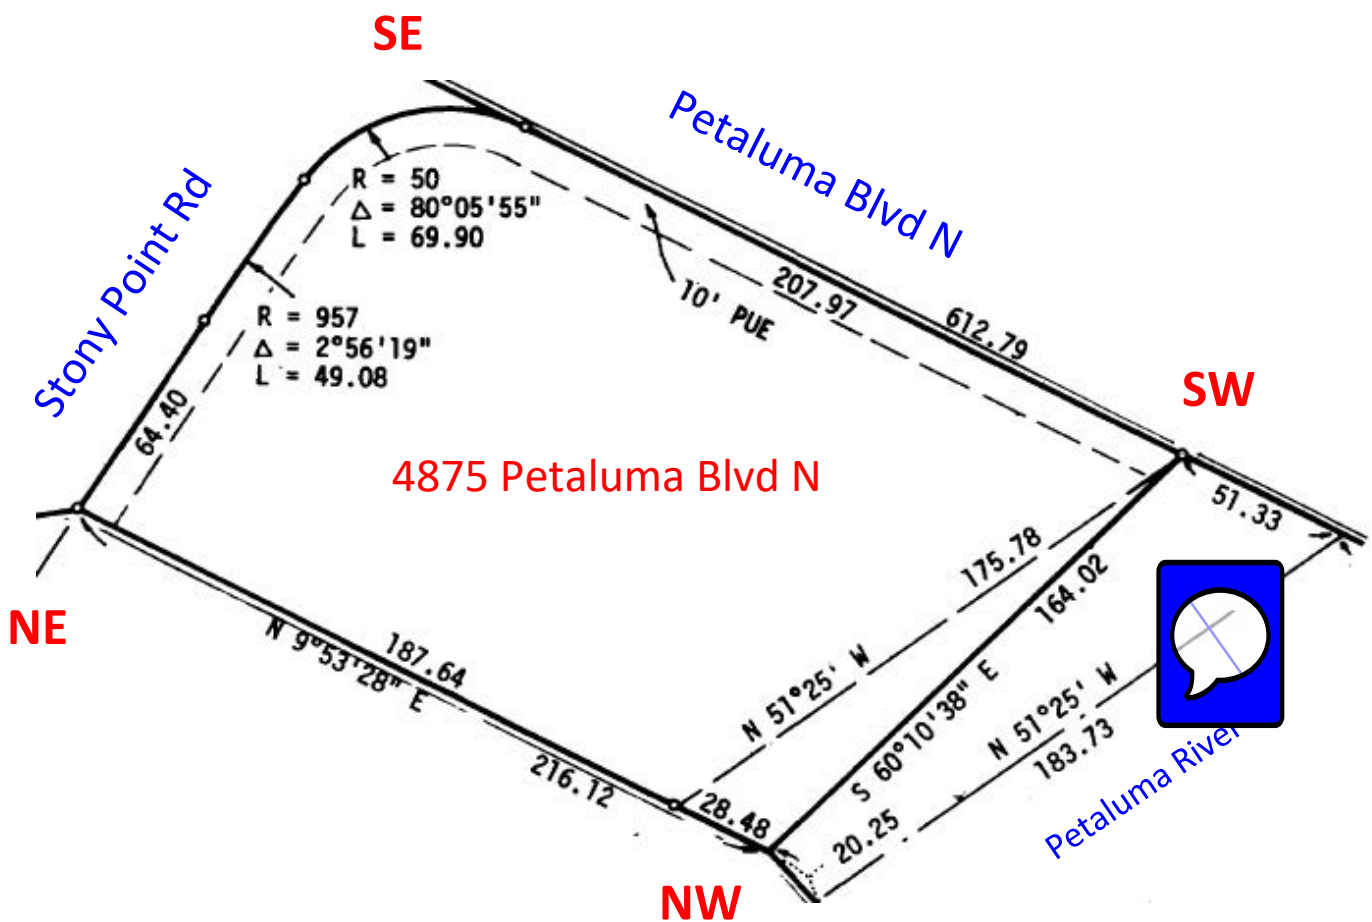 SE
Petaluma Blvd N
Stony Point Rd
R = 50
Δ = 80°05'55"
L = 69.90
10' PUE
207.97
612.79
R = 957
Δ = 2°56'19"
L = 49.08
64.40
SW
51.33
4875 Petaluma Blvd N
175.78
164.02
NE
187.64
N 9°53'28" E
N 51°25' W
S 60°10'38" E
N 51°25' W
183.73
Petaluma River
216.12
28.48
20.25
NW